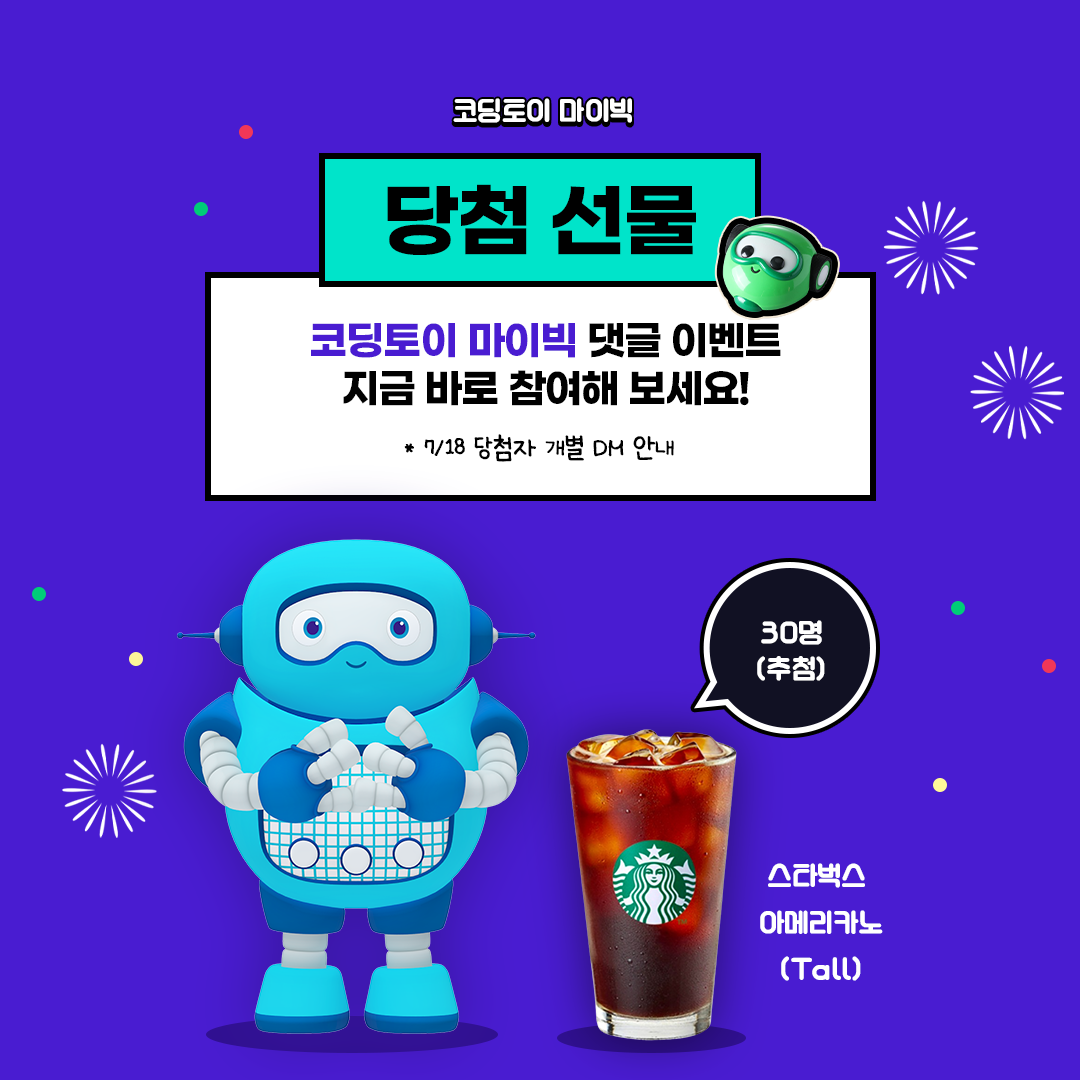 코딩토이 마이빅
당첨 선물
코딩토이 마이빅 댓글 이벤트
지금 바로 참여해 보세요!
* 7/18 당첨자 개별 DM 안내
30명
(추첨)
스타벅스
아메리카노
(Tall)